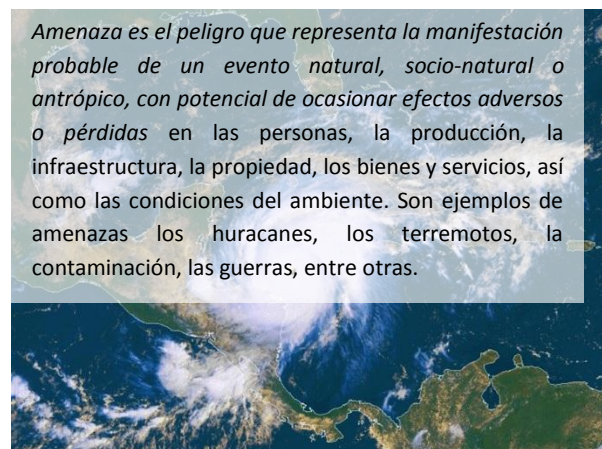 Amenaza es el peligro que representa la manifestación
probable de un evento natural, socio-natural o
antrópico, con potencial de ocasionar efectos adversos
o pérdidas en las personas, la producción, la
infraestructura, la propiedad, los bienes y servicios, así
como las condiciones del ambiente. Son ejemplos de
amenazas los huracanes, los terremotos, la
contaminación, las guerras, entre otras.